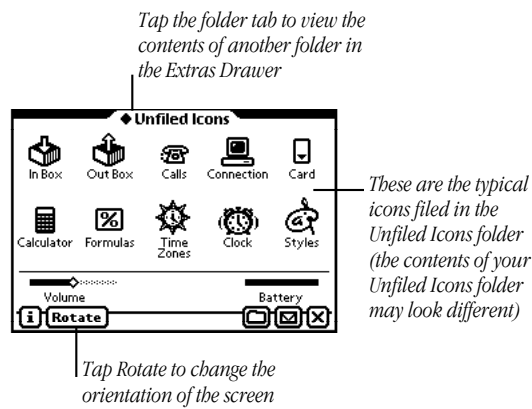 Tap the folder tab to view the
contents of another folder in
the Extras Drawer
Unfiled Icons
In Box
Out Box
Calls
Connection
Card
Calculator
Formulas
Time
Zones
Clock
Styles
Volume
Battery
i
Rotate
X
These are the typical
icons filed in the
Unfiled Icons folder
(the contents of your
Unfiled Icons folder
may look different)
Tap Rotate to change the
orientation of the screen